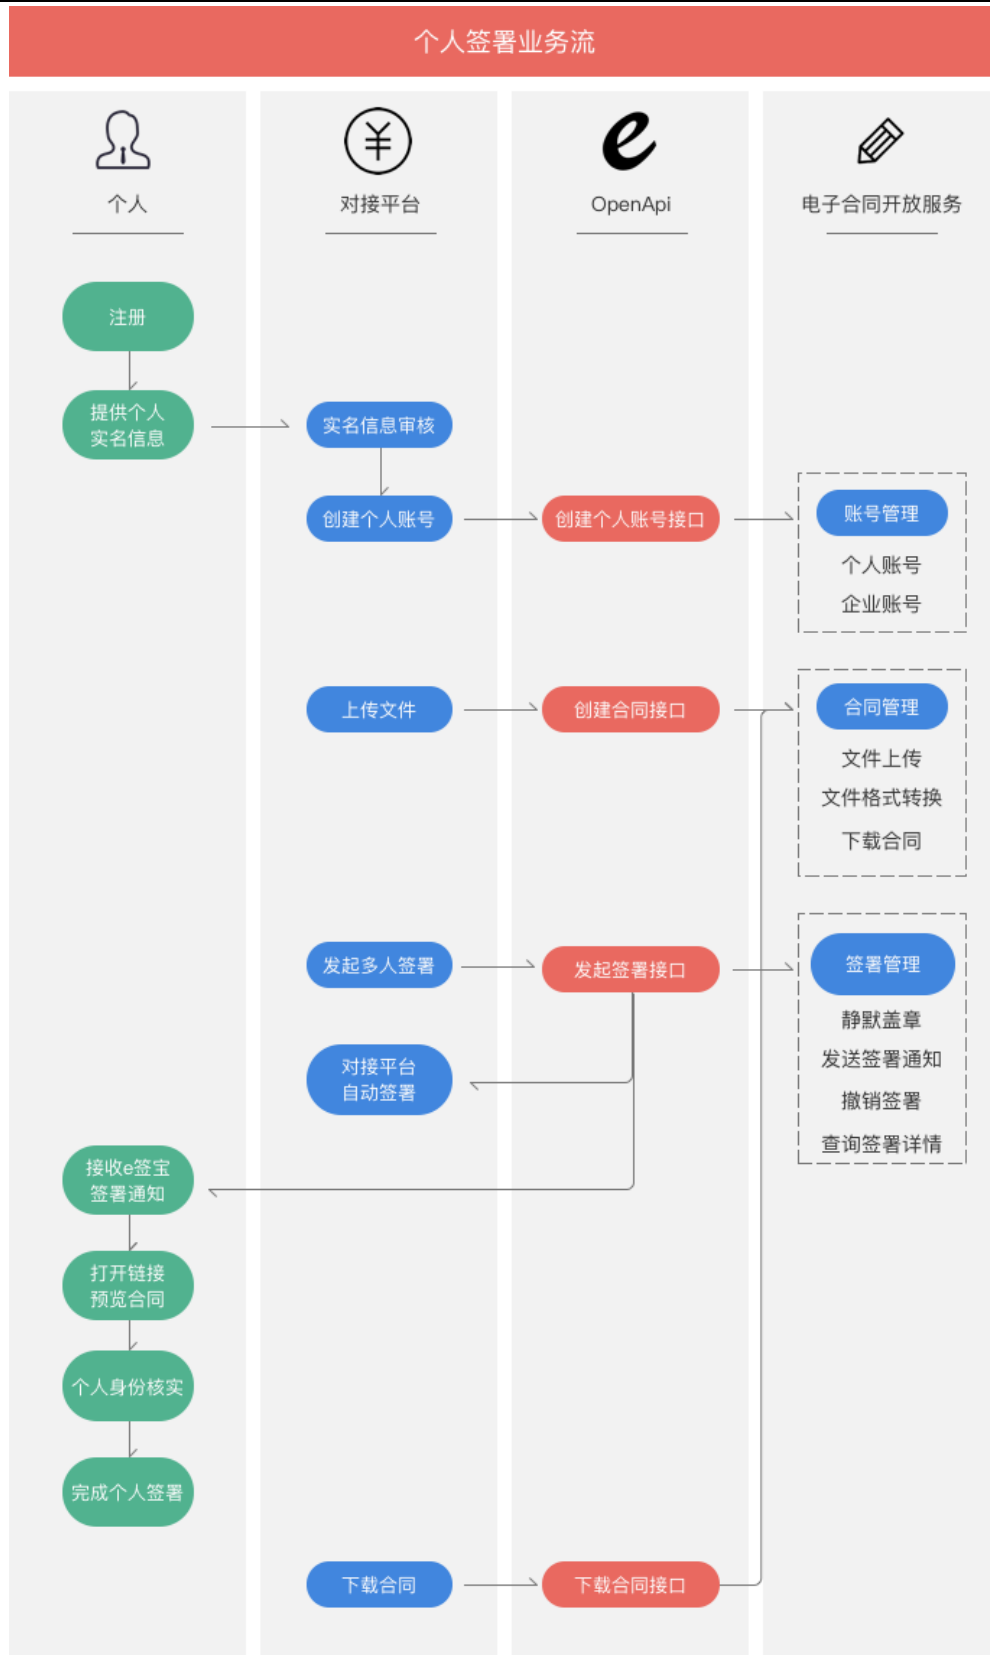 个人签署业务流
个人
对接平台
OpenApi
电子合同开放服务
注册
提供个人
实名信息
实名信息审核
创建个人账号
创建个人账号接口
账号管理
个人账号
企业账号
上传文件
创建合同接口
合同管理
文件上传
文件格式转换
下载合同
发起多人签署
发起签署接口
签署管理
静默盖章
发送签署通知
撤销签署
查询签署详情
对接平台
自动签署
接收e签宝
签署通知
打开链接
预览合同
个人身份核实
完成个人签署
下载合同
下载合同接口